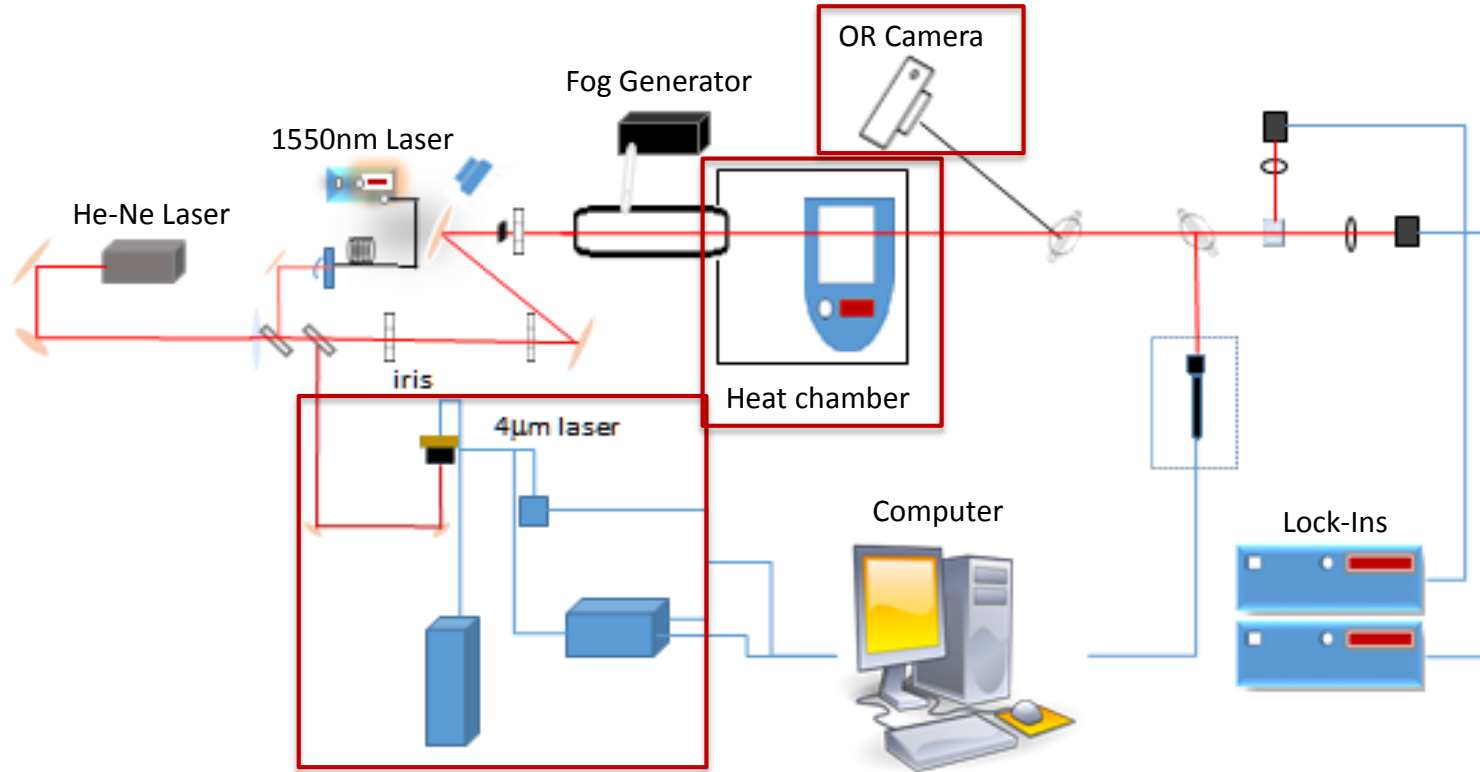 OR Camera
Fog Generator
1550nm Laser
He-Ne Laser
iris
Heat chamber
4μm laser
Computer
Lock-Ins